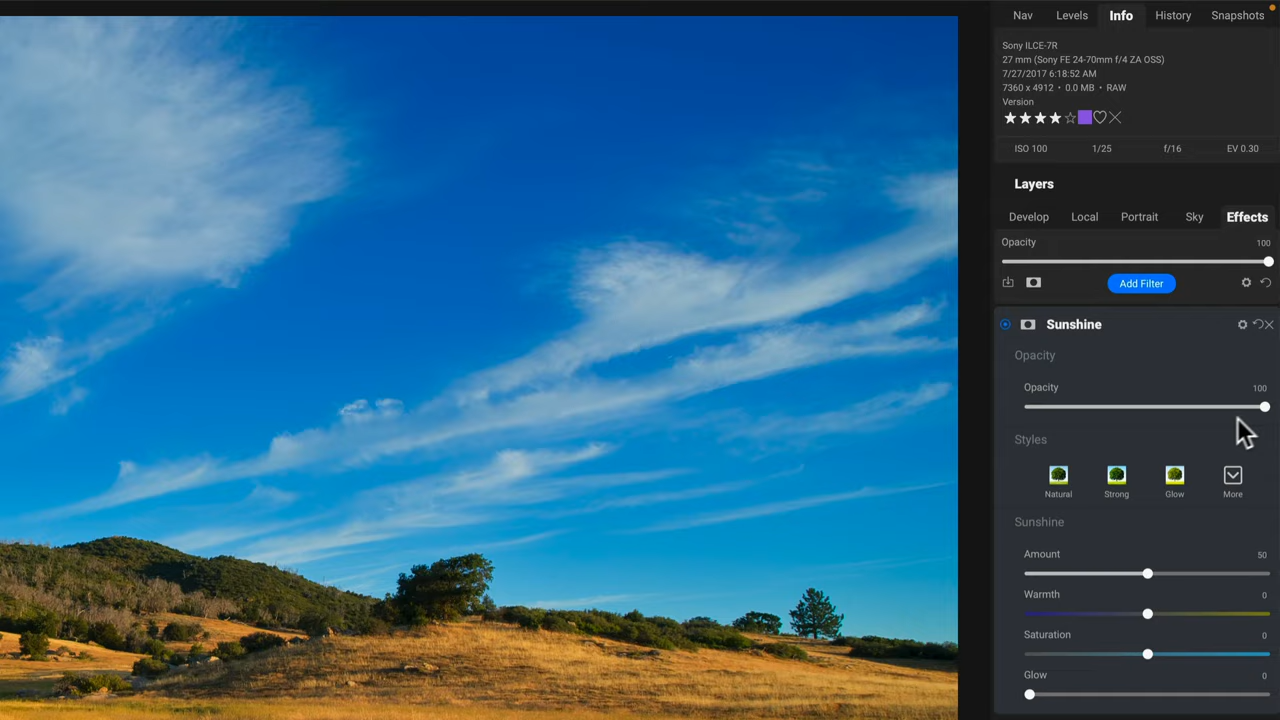 Nav Levels Info History Snapshots
Sony ILCE-7R
27 mm (Sony FE 24-70mm f/4 ZA OSS)
7/27/2017 6:18:52 AM
7360 x 4912 • 0.0 MB • RAW
Version
ISO 100 1/25 f/16 EV 0.30
Layers
Develop Local Portrait Sky Effects
Opacity 100
Add Filter
Sunshine
Opacity
Opacity 100
Styles
Natural Strong Glow More
Sunshine
Amount 50
Warmth 0
Saturation 0
Glow 0